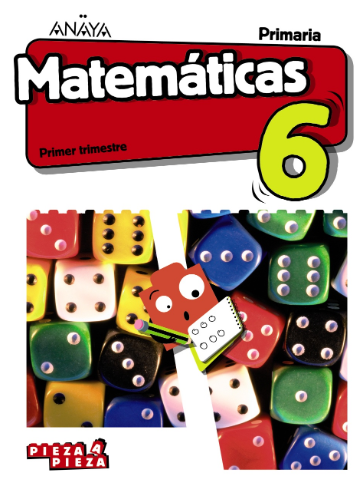 ANAYA
Primaria
Matemáticas
6
Primer trimestre
PIEZA A
PIEZA